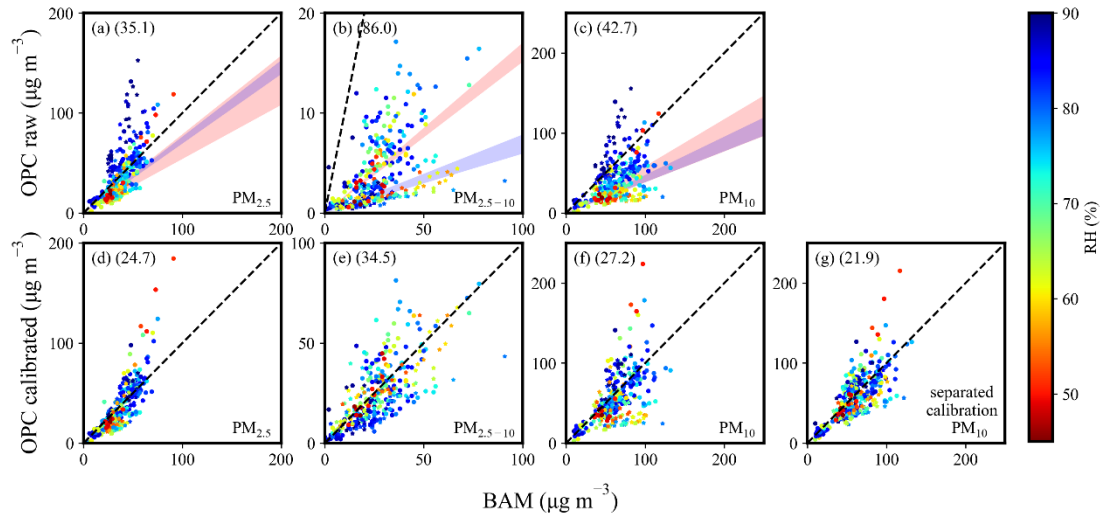 (a) (35.1)
(b) (86.0)
(c) (42.7)
200
100
0
20
10
0
200
100
0
OPC raw (μg m⁻³)
PM2.5
PM2.5−10
PM10
0 100 200
0 50 100
0 100 200
90
80
70
60
50
RH (%)
(d) (24.7)
(e) (34.5)
(f) (27.2)
(g) (21.9)
200
100
0
100
50
0
200
100
0
200
100
0
OPC calibrated (μg m⁻³)
PM2.5
PM2.5−10
PM10
separated
calibration
PM10
0 100 200
0 50 100
0 100 200
0 100 200
BAM (μg m⁻³)